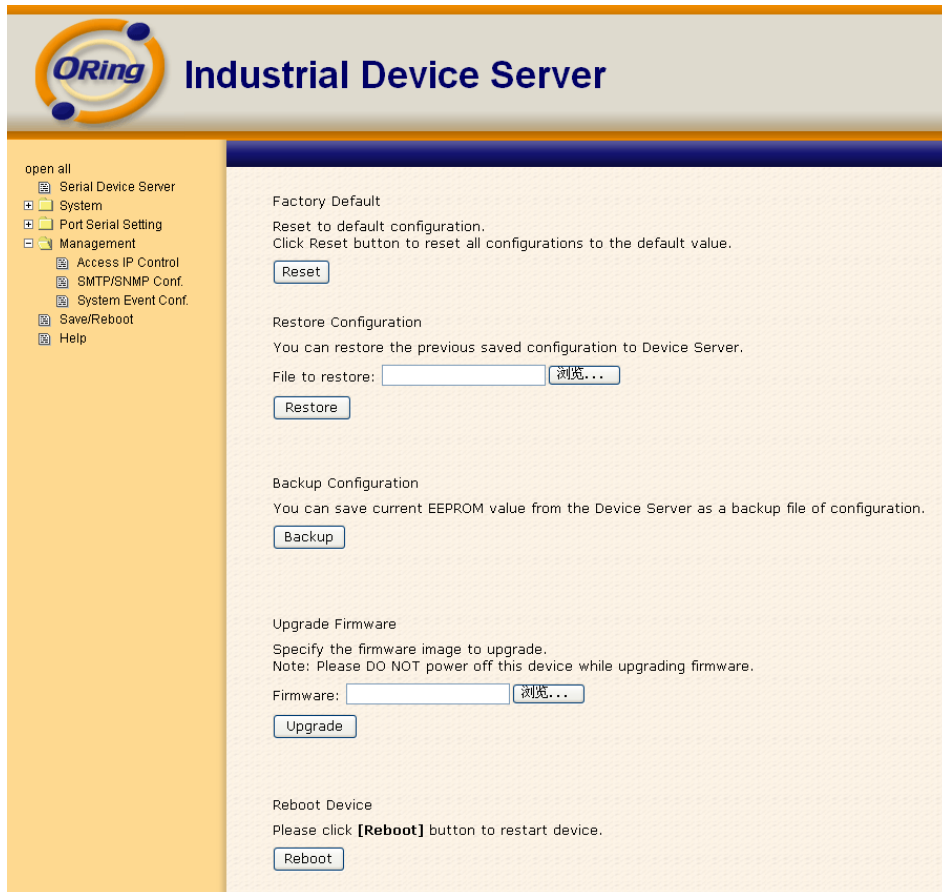 ORing
Industrial Device Server
open all
Serial Device Server
System
Port Serial Setting
Management
Access IP Control
SMTP/SNMP Conf.
System Event Conf.
Save/Reboot
Help
Factory Default
Reset to default configuration.
Click Reset button to reset all configurations to the default value.
Reset
Restore Configuration
You can restore the previous saved configuration to Device Server.
File to restore: 浏览...
Restore
Backup Configuration
You can save current EEPROM value from the Device Server as a backup file of configuration.
Backup
Upgrade Firmware
Specify the firmware image to upgrade.
Note: Please DO NOT power off this device while upgrading firmware.
Firmware: 浏览...
Upgrade
Reboot Device
Please click [Reboot] button to restart device.
Reboot